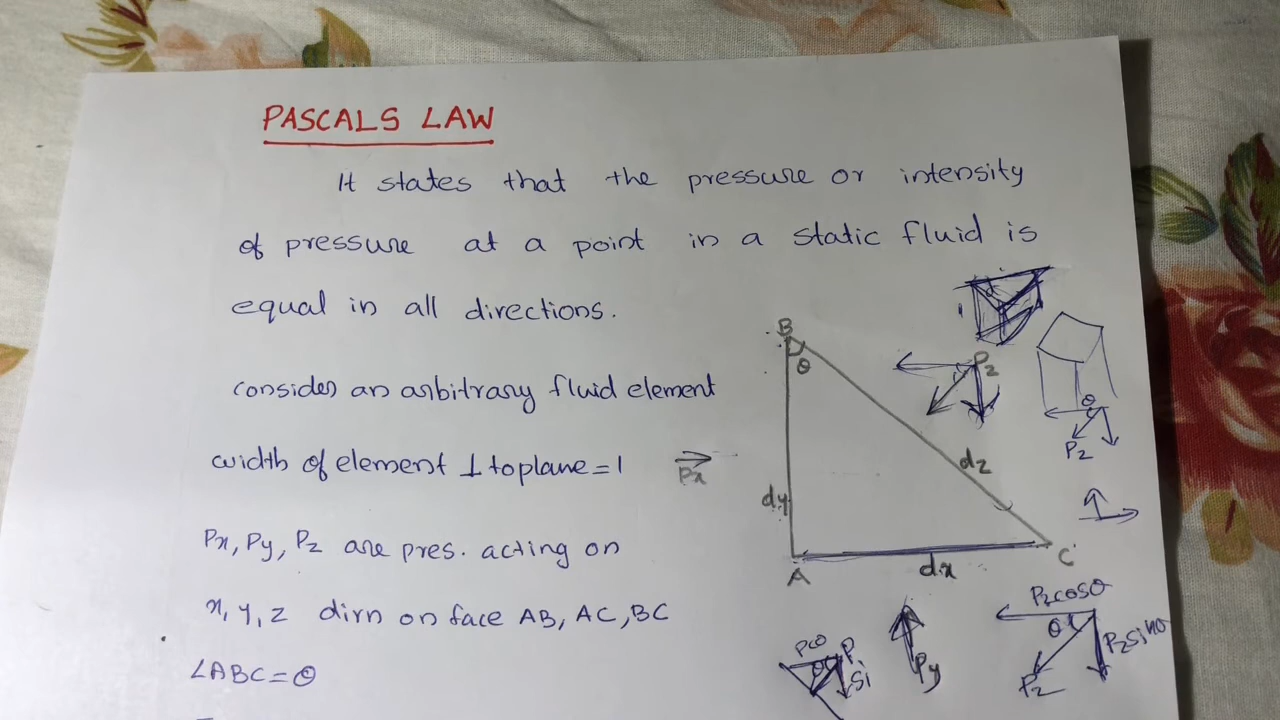 PASCALS LAW
It states that the pressure or intensity
of pressure at a point in a static fluid is
equal in all directions.
consider an arbitrary fluid element
width of element ⊥ to plane = 1
Px, Py, Pz are pres. acting on
x, y, z dirn on face AB, AC, BC
∠ABC = θ
B
θ
Pz
θ
Pz
Px
dz
dy
A
dx
C
Pz cosθ
θ
Pz sinθ
Pz
Py
θ
P
Si